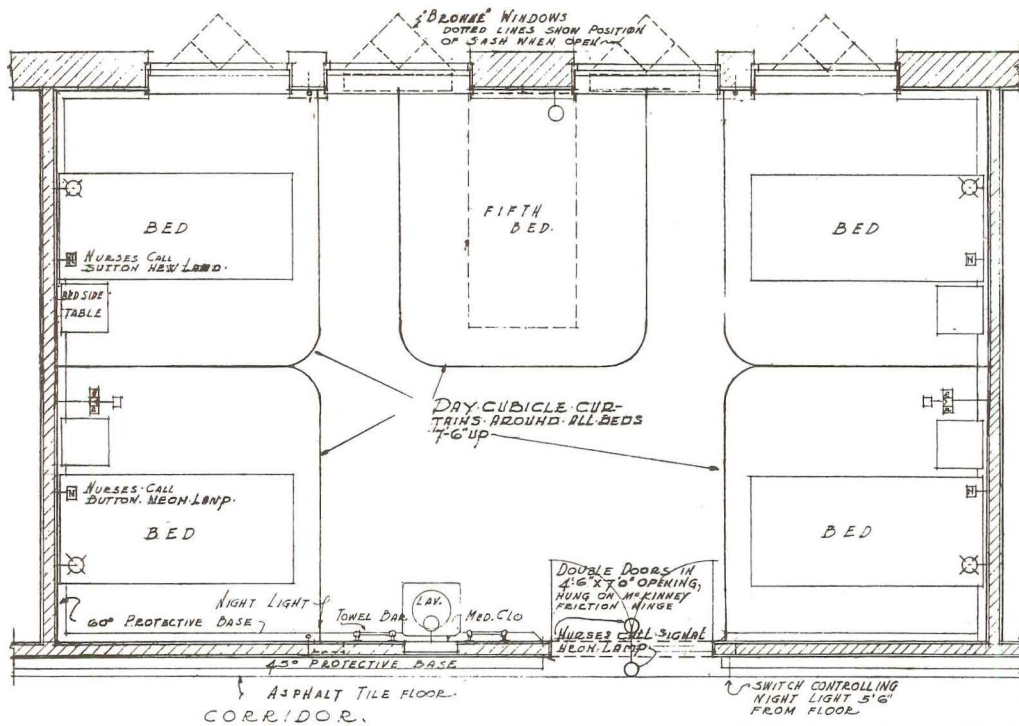 "BROWNE" WINDOWS
DOTTED LINES SHOW POSITION
OF SASH WHEN OPEN
BED
NURSES CALL
BUTTON NEW LAMP.
BEDSIDE
TABLE
FIFTH
BED.
BED
DAY·CUBICLE·CUR-
TAINS·AROUND·ALL·BEDS
7'-6" UP
NURSES·CALL
BUTTON. NEON·LAMP.
BED
BED
DOUBLE DOORS IN
4'-6" X 7'0" OPENING,
HUNG ON McKINNEY
FRICTION HINGE
NURSES CALL SIGNAL
NEON LAMP
NIGHT LIGHT
60° PROTECTIVE BASE
TOWEL BAR
LAV.
MED. CLO
45° PROTECTIVE BASE
ASPHALT TILE FLOOR.
CORRIDOR.
SWITCH CONTROLLING
NIGHT LIGHT 5'6"
FROM FLOOR